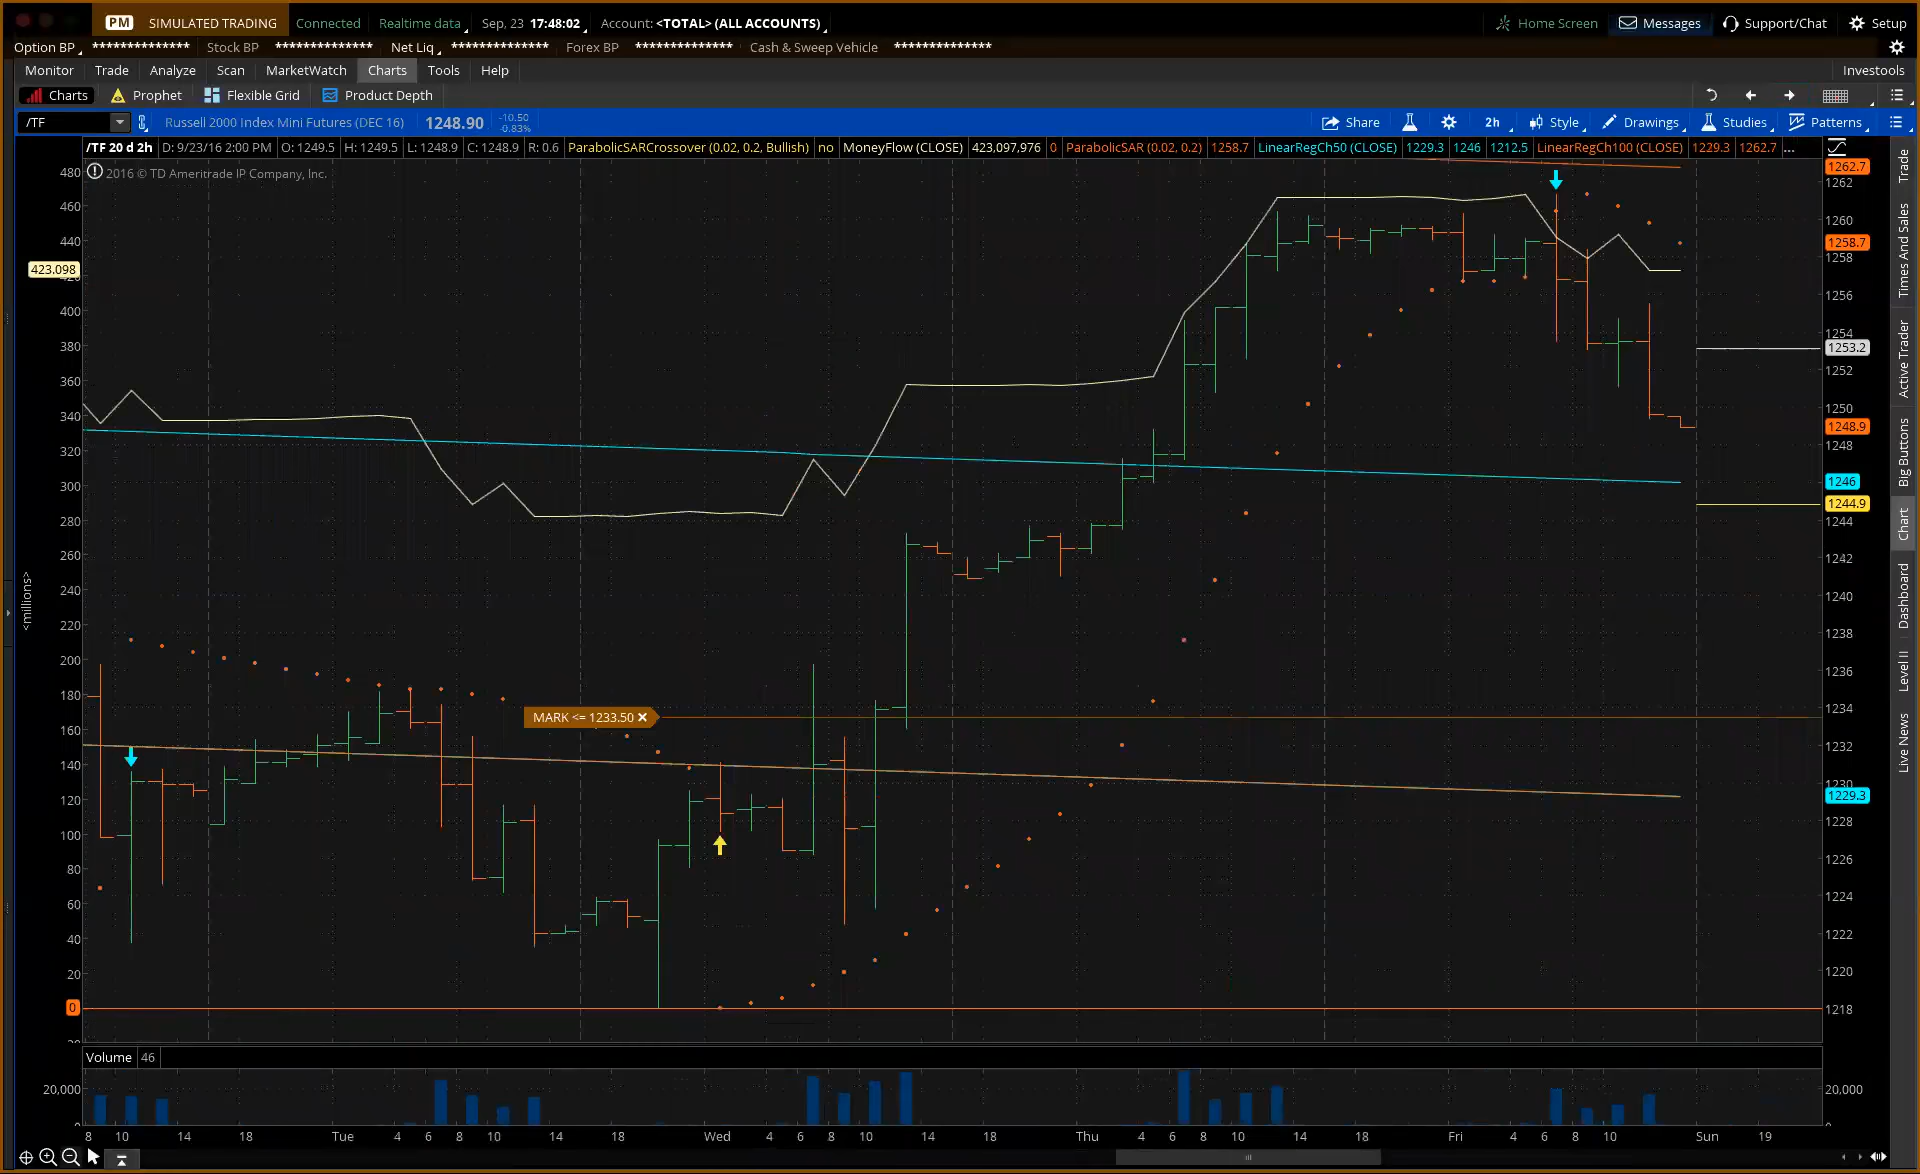 PM SIMULATED TRADING Connected Realtime data Sep, 23 17:48:02 Account: <TOTAL> (ALL ACCOUNTS) Home Screen Messages Support/Chat Setup
Option BP ************** Stock BP ************** Net Liq ************** Forex BP ************** Cash & Sweep Vehicle **************
Monitor Trade Analyze Scan MarketWatch Charts Tools Help Investools
Charts Prophet Flexible Grid Product Depth
/TF Russell 2000 Index Mini Futures (DEC 16) 1248.90 -10.50 -0.83% Share 2h Style Drawings Studies Patterns
/TF 20 d 2h D: 9/23/16 2:00 PM O: 1249.5 H: 1249.5 L: 1248.9 C: 1248.9 R: 0.6 ParabolicSARCrossover (0.02, 0.2, Bullish) no MoneyFlow (CLOSE) 423,097,976 0 ParabolicSAR (0.02, 0.2) 1258.7 LinearRegCh50 (CLOSE) 1229.3 1246 1212.5 LinearRegCh100 (CLOSE) 1229.3 1262.7 ...
2016 © TD Ameritrade IP Company, Inc.
480
460
440
423,098
400
380
360
340
320
300
280
260
240
220
200
180
160
140
120
100
80
60
40
20
0
<millions>
MARK <= 1233.50
1262.7
1262
1260
1258.7
1258
1256
1254
1253.2
1252
1250
1248.9
1248
1246
1244.9
1244
1242
1240
1238
1236
1234
1232
1230
1229.3
1228
1226
1224
1222
1220
1218
Trade
Times And Sales
Active Trader
Big Buttons
Chart
Dashboard
Level II
Live News
Volume 46
20,000 20,000
0 0
8 10 14 18 Tue 4 6 8 10 14 18 Wed 4 6 8 10 14 18 Thu 4 6 8 10 14 18 Fri 4 6 8 10 Sun 19